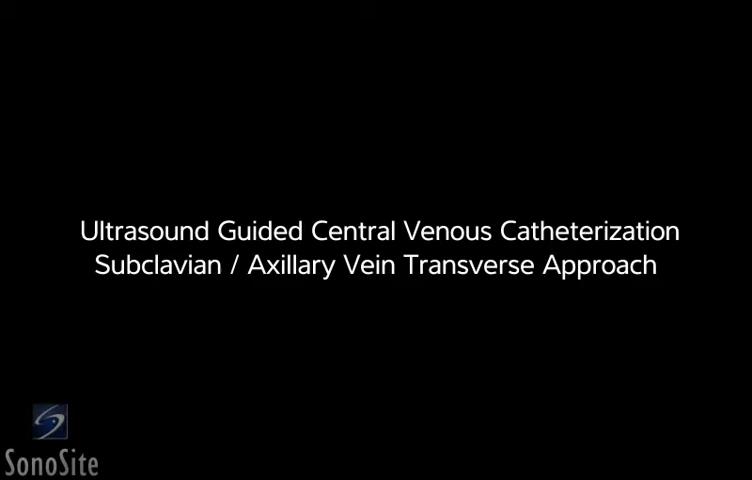 Ultrasound Guided Central Venous Catheterization
Subclavian / Axillary Vein Transverse Approach
SonoSite